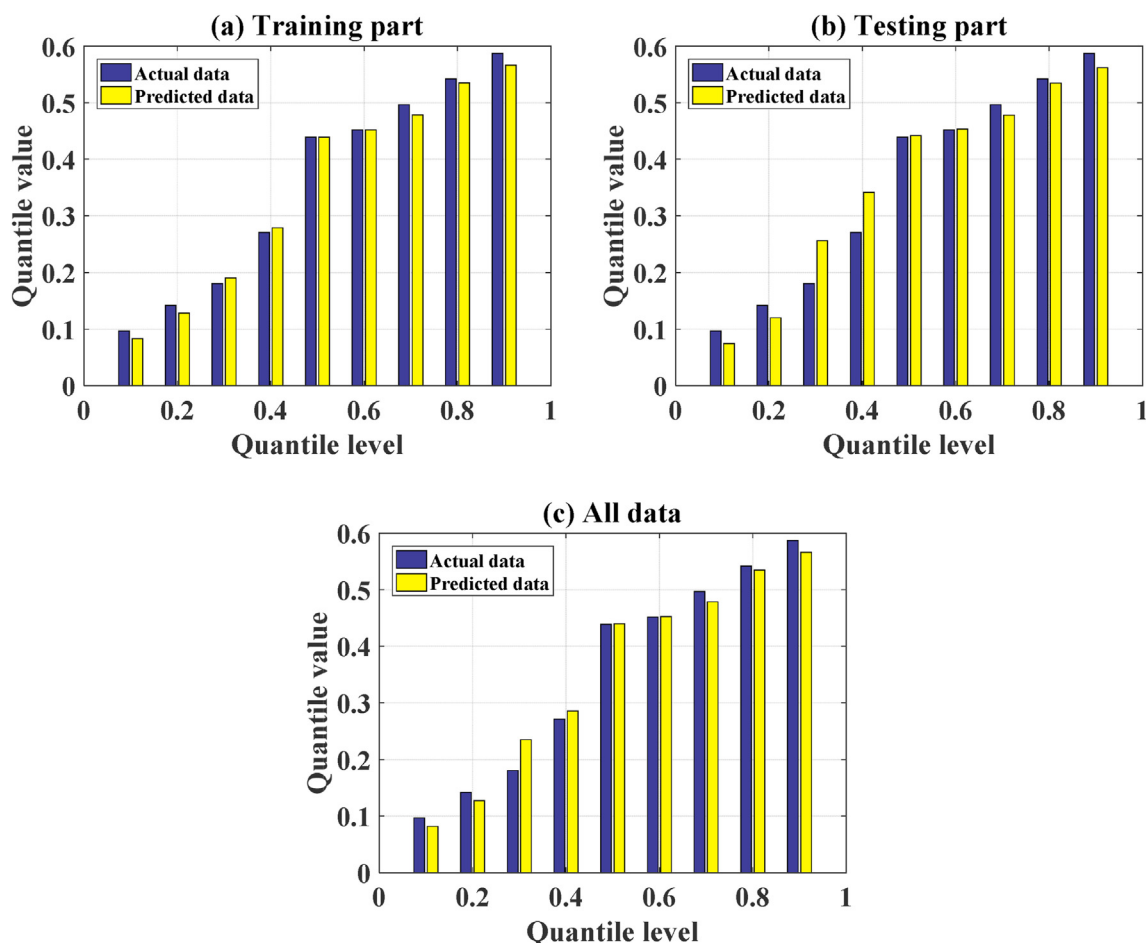 (a) Training part
Actual data
Predicted data
Quantile value
0.6
0.5
0.4
0.3
0.2
0.1
0
0 0.2 0.4 0.6 0.8 1
Quantile level
(b) Testing part
Actual data
Predicted data
Quantile value
0.6
0.5
0.4
0.3
0.2
0.1
0
0 0.2 0.4 0.6 0.8 1
Quantile level
(c) All data
Actual data
Predicted data
Quantile value
0.6
0.5
0.4
0.3
0.2
0.1
0
0 0.2 0.4 0.6 0.8 1
Quantile level